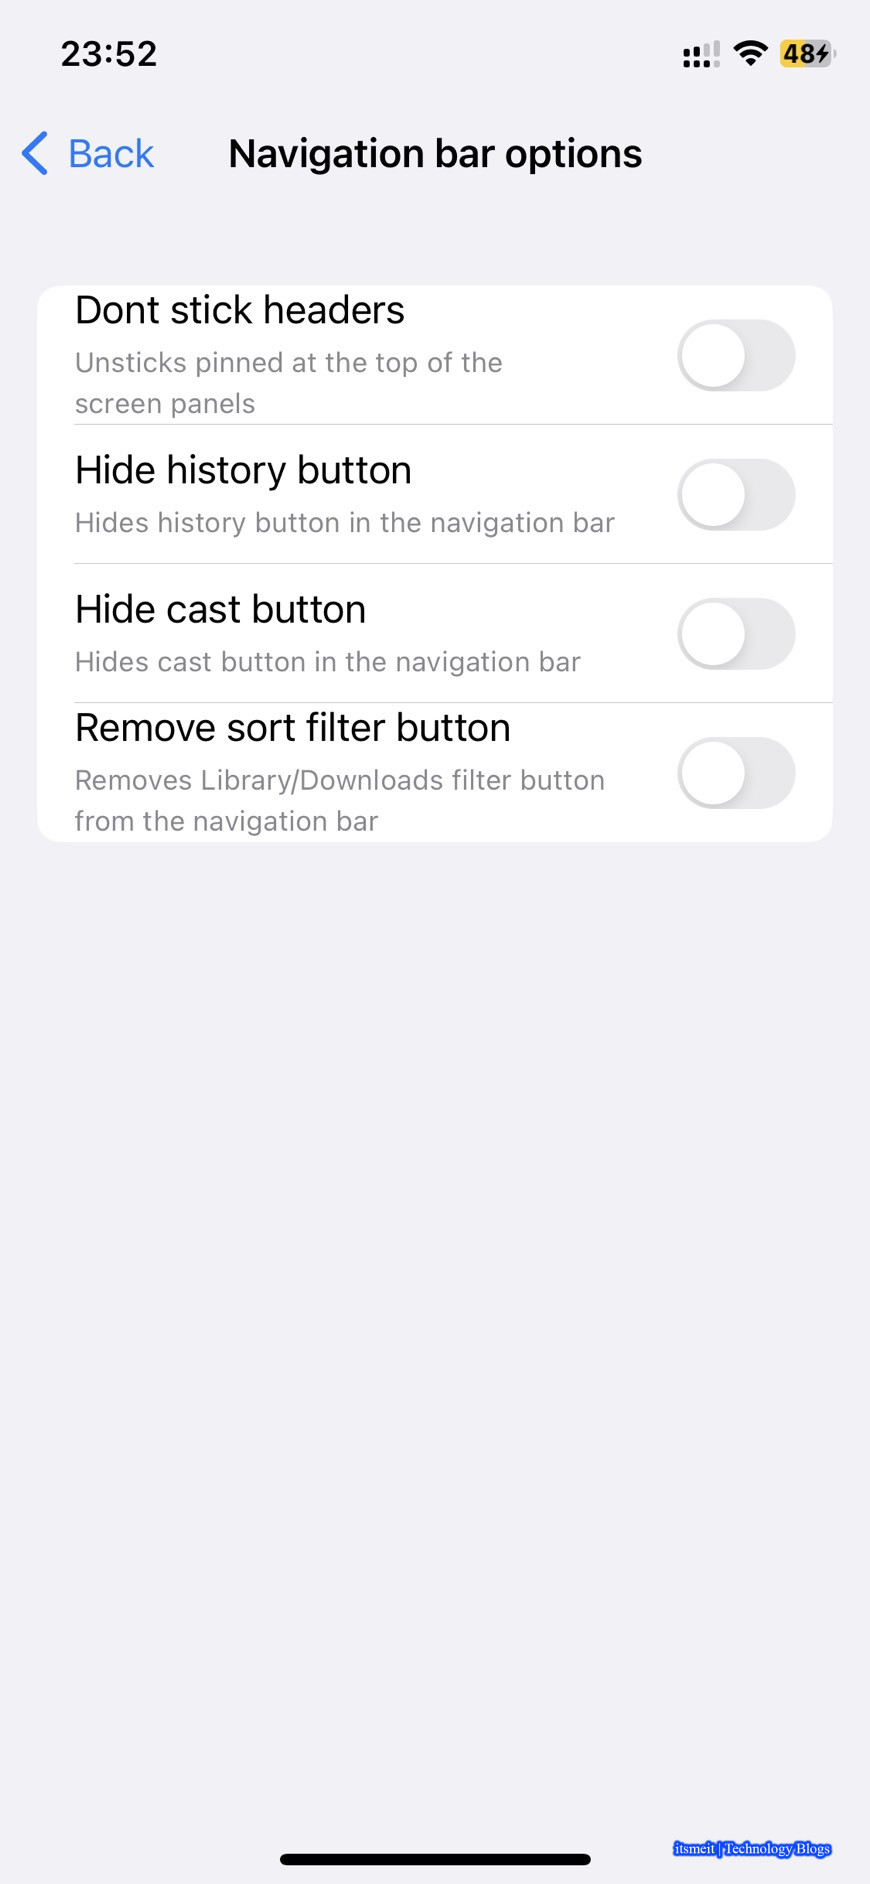 23:52
48
Back
Navigation bar options
Dont stick headers
Unsticks pinned at the top of the
screen panels
Hide history button
Hides history button in the navigation bar
Hide cast button
Hides cast button in the navigation bar
Remove sort filter button
Removes Library/Downloads filter button
from the navigation bar
itsmeit | Technology Blogs